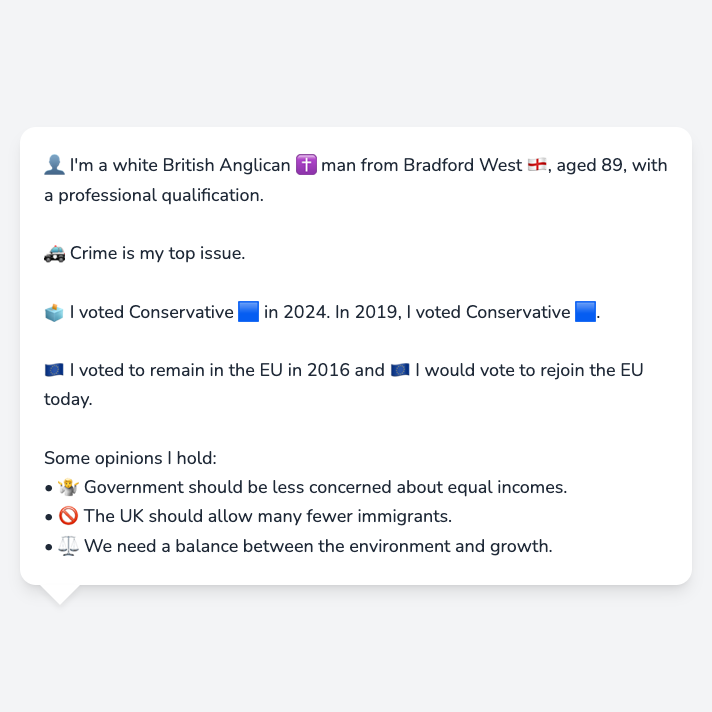 👤 I'm a white British Anglican ✝️ man from Bradford West 🏴󠁧󠁢󠁥󠁮󠁧󠁿, aged 89, with
a professional qualification.
🚓 Crime is my top issue.
🗳️ I voted Conservative 🟦 in 2024. In 2019, I voted Conservative 🟦.
🇪🇺 I voted to remain in the EU in 2016 and 🇪🇺 I would vote to rejoin the EU
today.
Some opinions I hold:
• 🤷 Government should be less concerned about equal incomes.
• 🚫 The UK should allow many fewer immigrants.
• ⚖️ We need a balance between the environment and growth.